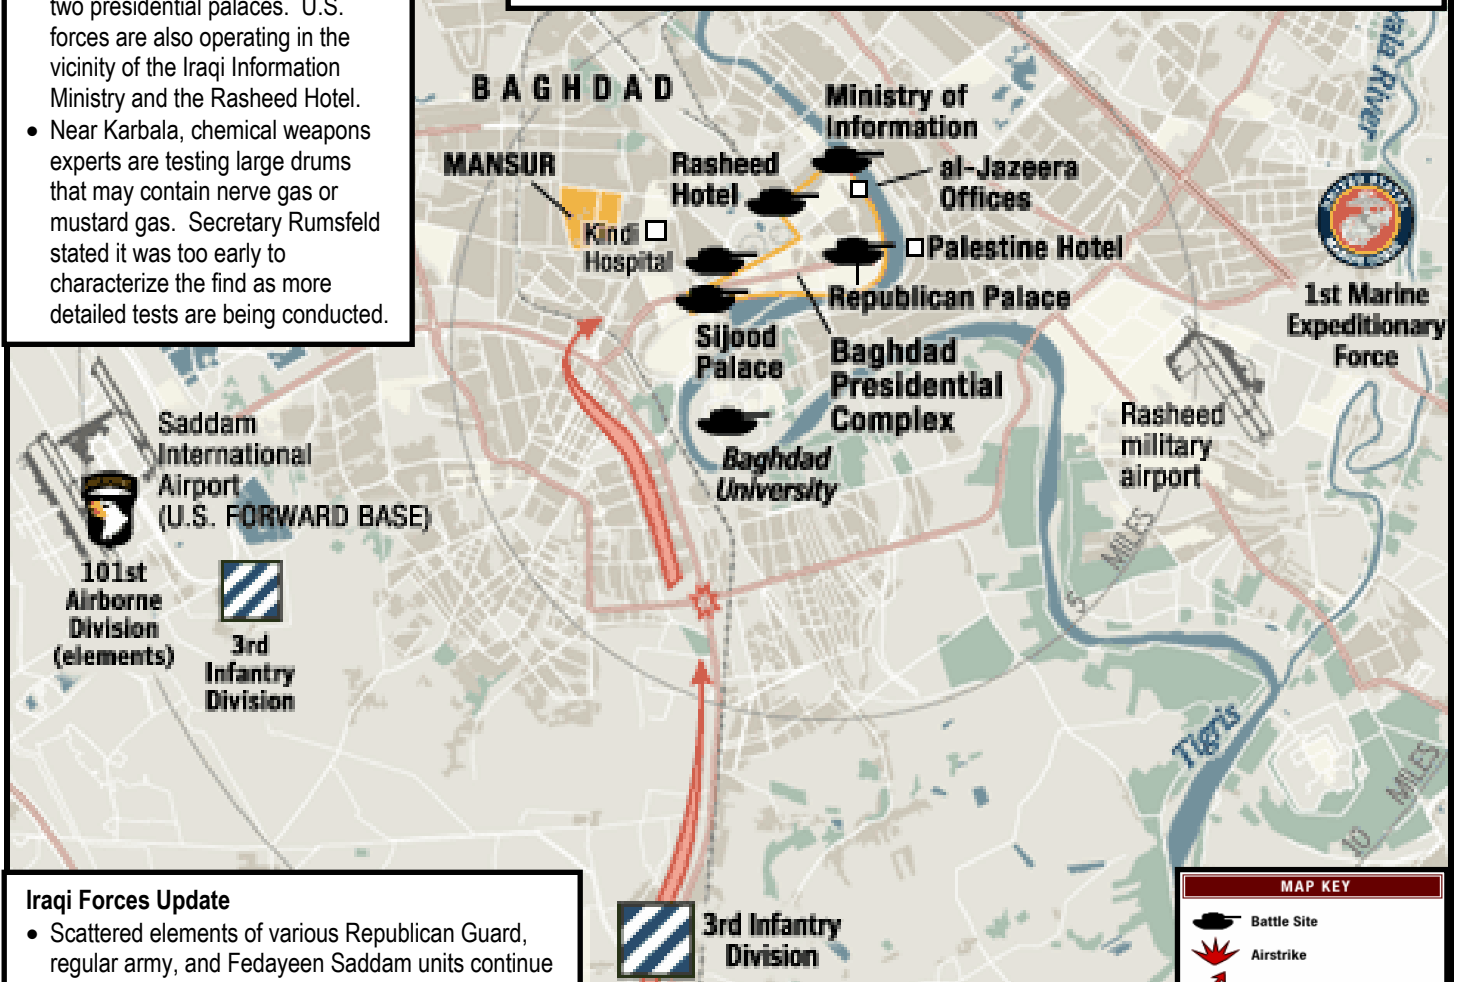 two presidential palaces. U.S.
forces are also operating in the
vicinity of the Iraqi Information
Ministry and the Rasheed Hotel.
• Near Karbala, chemical weapons
experts are testing large drums
that may contain nerve gas or
mustard gas. Secretary Rumsfeld
stated it was too early to
characterize the find as more
detailed tests are being conducted.
BAGHDAD
MANSUR
Kindi
Hospital
Rasheed
Hotel
Ministry of
Information
al-Jazeera
Offices
Palestine Hotel
Republican Palace
Sijood
Palace
Baghdad
Presidential
Complex
Baghdad
University
River
1st Marine
Expeditionary
Force
Rasheed
military
airport
Saddam
International
Airport
(U.S. FORWARD BASE)
101st
Airborne
Division
(elements)
3rd
Infantry
Division
5 MILES
Tigris
10 MILES
3rd Infantry
Division
Iraqi Forces Update
• Scattered elements of various Republican Guard,
regular army, and Fedayeen Saddam units continue
MAP KEY
Battle Site
Airstrike